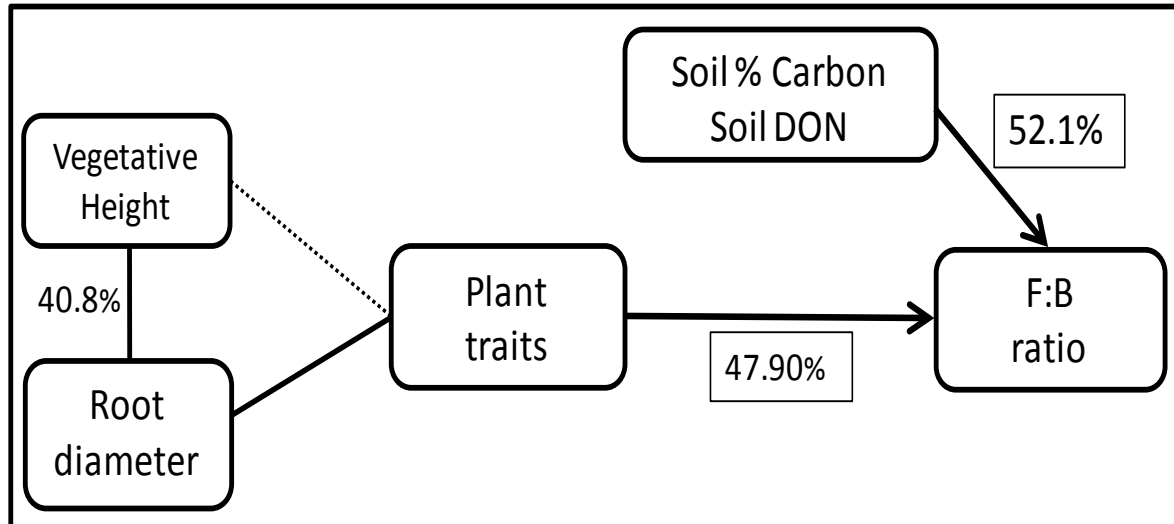 Soil % Carbon
Soil DON
52.1%
Vegetative
Height
40.8%
Root
diameter
Plant
traits
47.90%
F:B
ratio